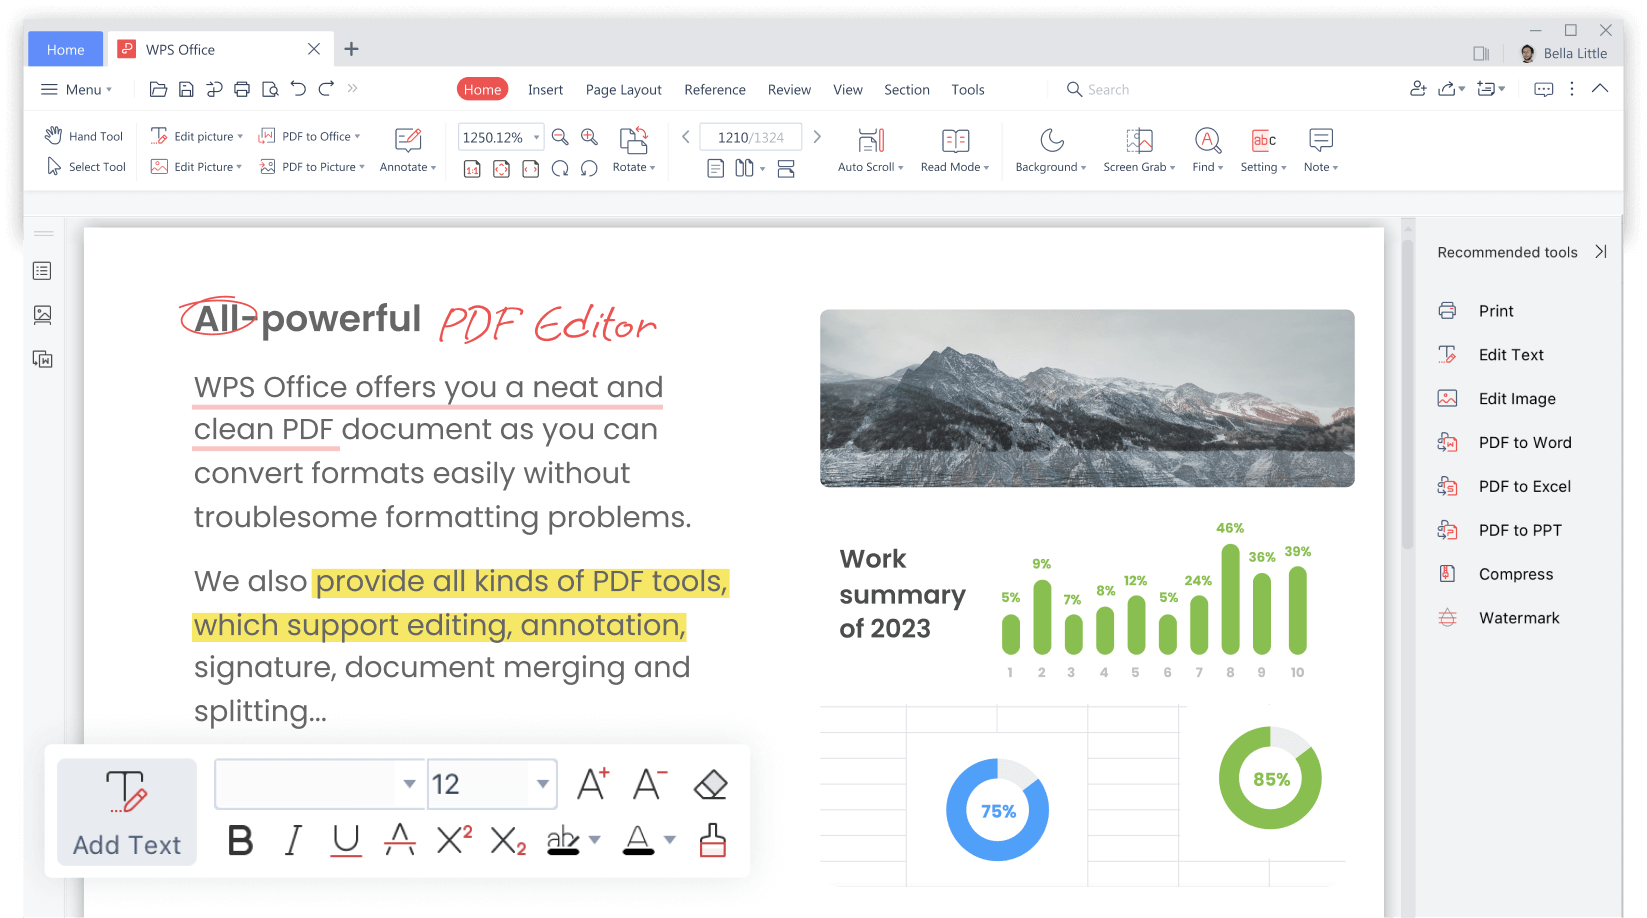 Home
WPS Office
Bella Little
Menu
Home
Insert
Page Layout
Reference
Review
View
Section
Tools
Search
Hand Tool
Select Tool
Edit picture
Edit Picture
PDF to Office
PDF to Picture
Annotate
1250.12%
1:1
Rotate
1210/1324
Auto Scroll
Read Mode
Background
Screen Grab
Find
abc
Setting
Note
All-powerful PDF Editor
WPS Office offers you a neat and
clean PDF document as you can
convert formats easily without
troublesome formatting problems.
We also provide all kinds of PDF tools,
which support editing, annotation,
signature, document merging and
splitting...
Work
summary
of 2023
5% 9% 7% 8% 12% 5% 24% 46% 36% 39%
1 2 3 4 5 6 7 8 9 10
75%
85%
Add Text
12
A+ A-
B I U A X2 X2 ab A
Recommended tools
Print
Edit Text
Edit Image
PDF to Word
PDF to Excel
PDF to PPT
Compress
Watermark